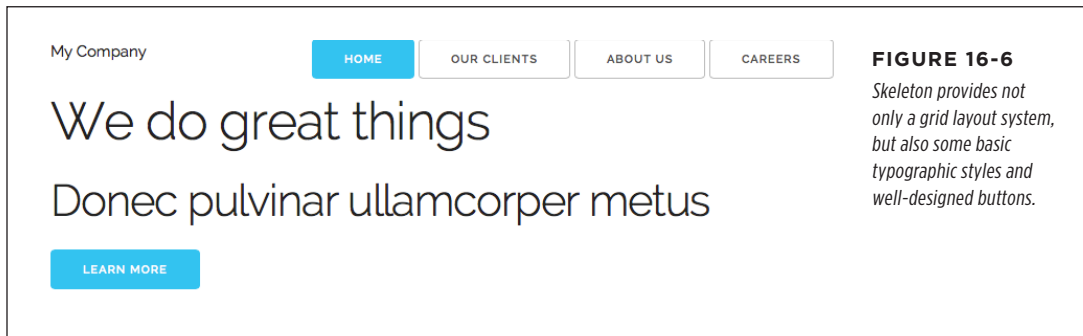 My Company
HOME
OUR CLIENTS
ABOUT US
CAREERS
We do great things
Donec pulvinar ullamcorper metus
LEARN MORE
FIGURE 16-6
Skeleton provides not
only a grid layout system,
but also some basic
typographic styles and
well-designed buttons.